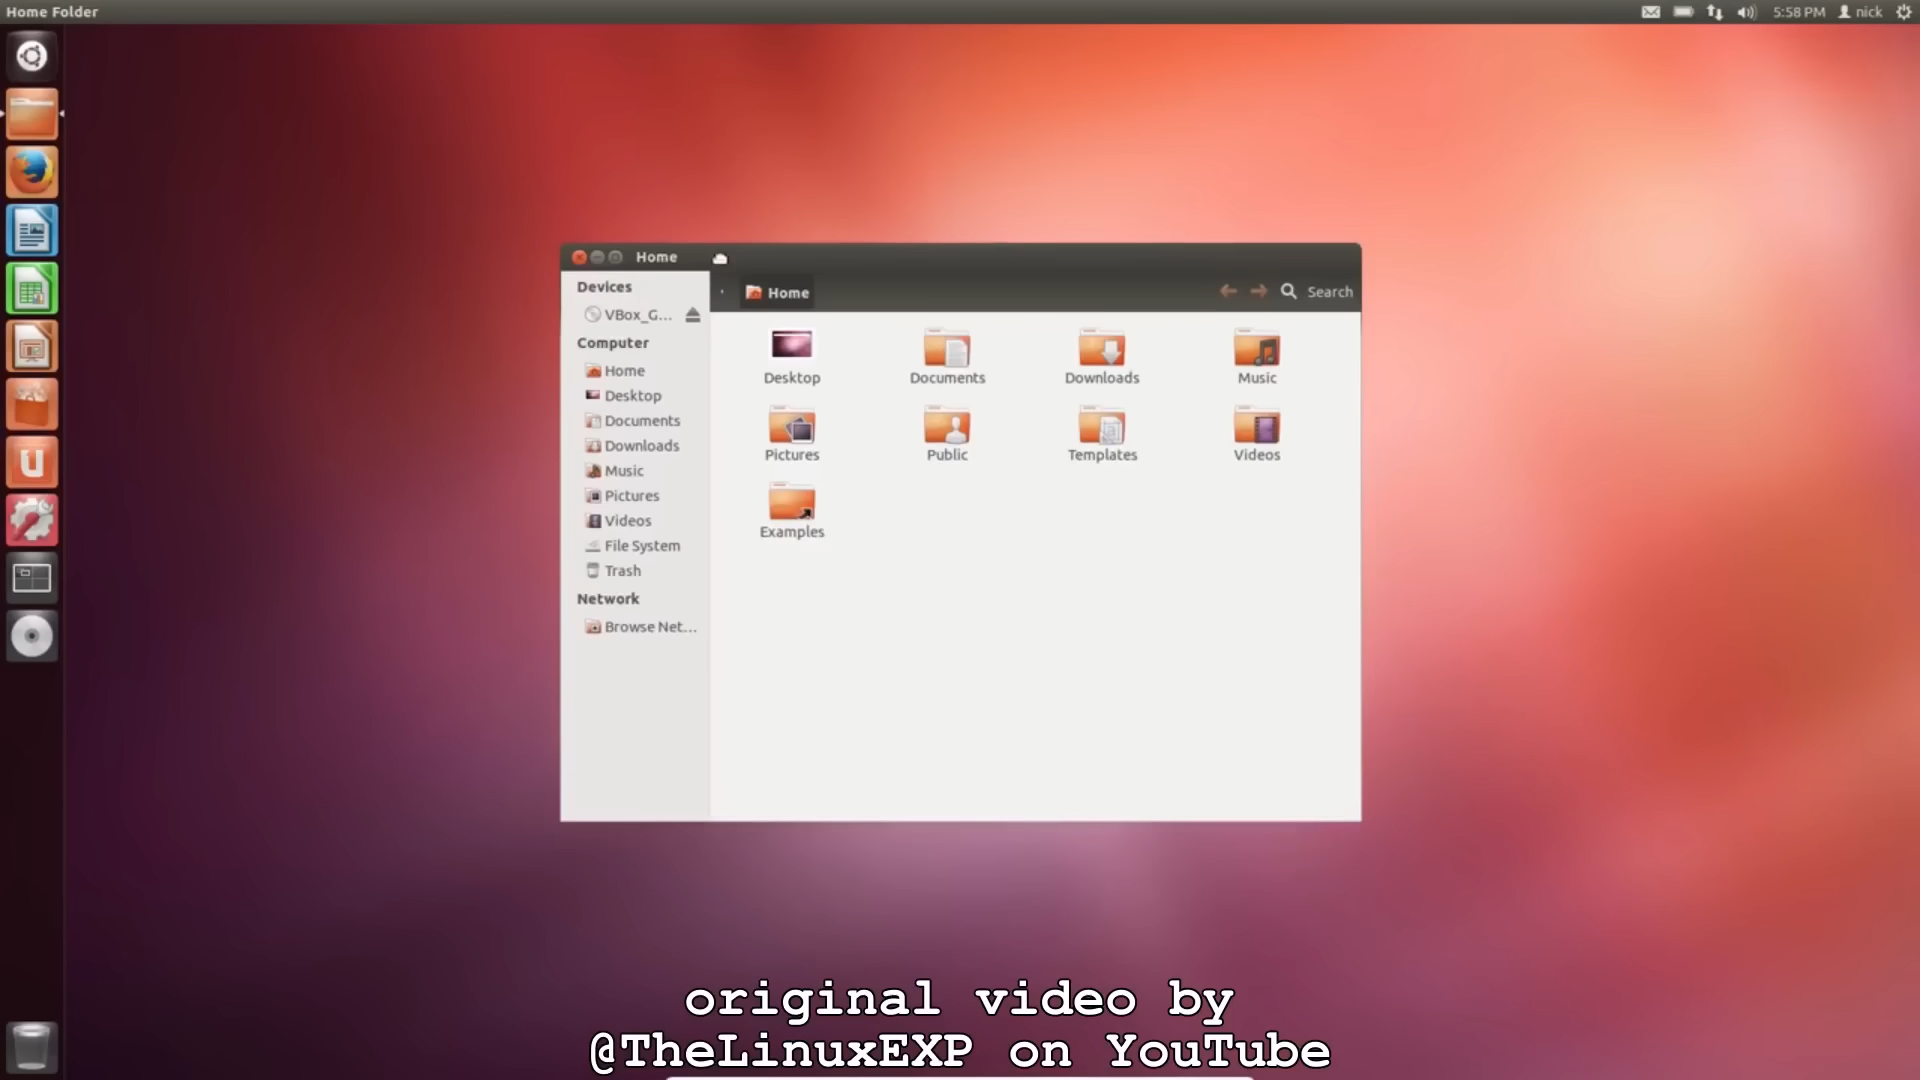 Home Folder
5:58 PM nick
Home
Devices
VBox_G...
Computer
Home
Desktop
Documents
Downloads
Music
Pictures
Videos
File System
Trash
Network
Browse Net...
Home
Search
Desktop Documents Downloads Music
Pictures Public Templates Videos
Examples
original video by
@TheLinuxEXP on YouTube